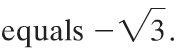 equals −√3.